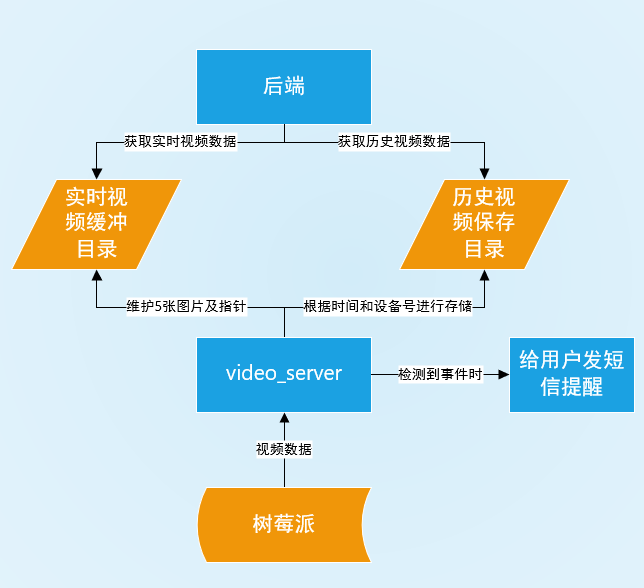 后端
获取实时视频数据
获取历史视频数据
实时视
频缓冲
目录
历史视
频保存
目录
维护5张图片及指针
根据时间和设备号进行存储
video_server
检测到事件时
给用户发短
信提醒
视频数据
树莓派